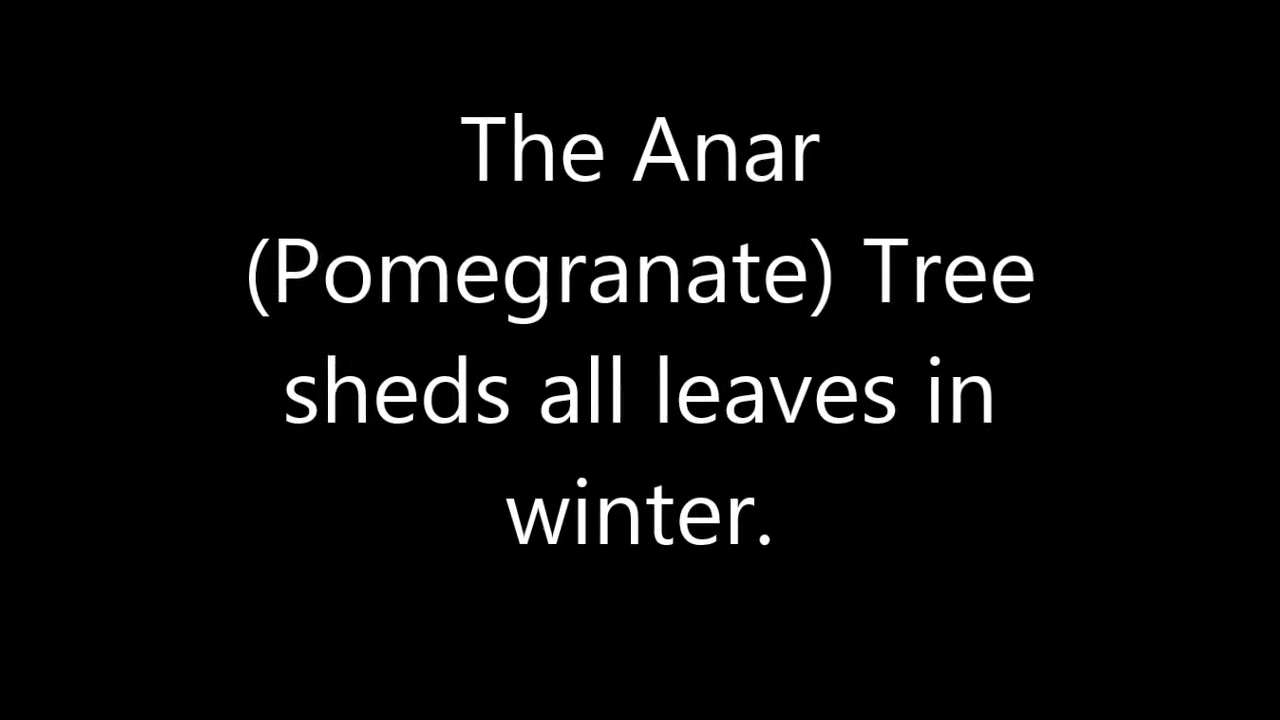 The Anar
(Pomegranate) Tree
sheds all leaves in
winter.